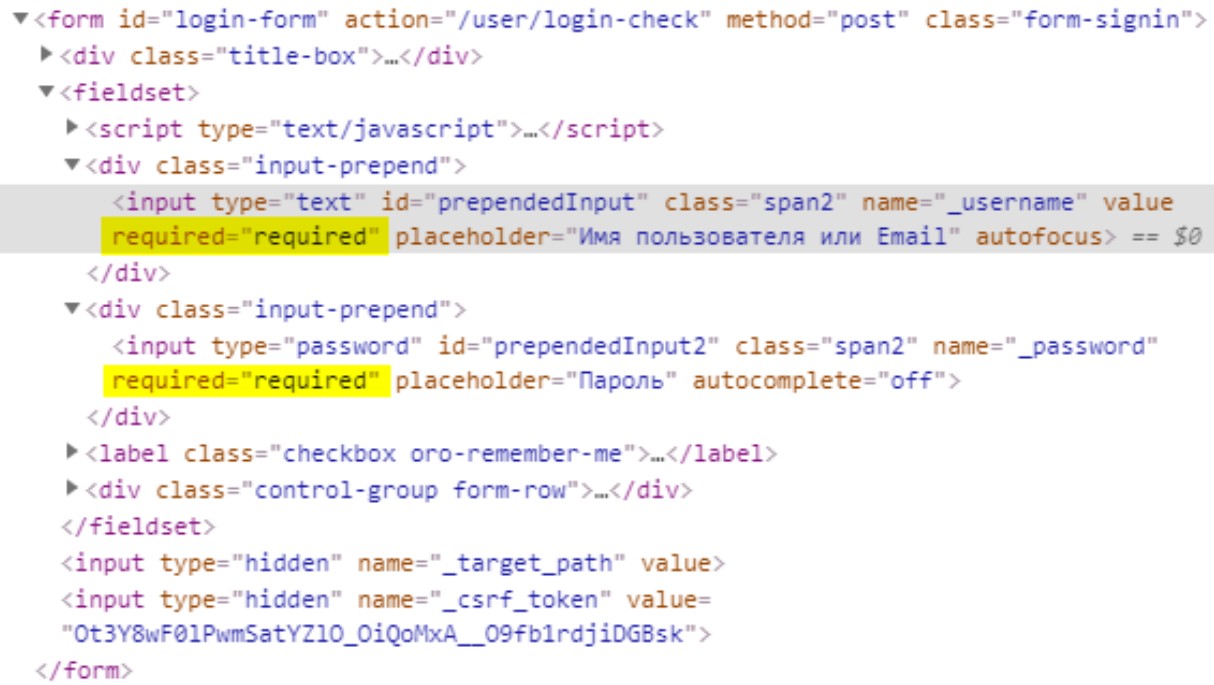 ▼<form id="login-form" action="/user/login-check" method="post" class="form-signin">
▶<div class="title-box">…</div>
▼<fieldset>
▶<script type="text/javascript">…</script>
▼<div class="input-prepend">
<input type="text" id="prependedInput" class="span2" name="_username" value
required="required" placeholder="Имя пользователя или Email" autofocus> == $0
</div>
▼<div class="input-prepend">
<input type="password" id="prependedInput2" class="span2" name="_password"
required="required" placeholder="Пароль" autocomplete="off">
</div>
▶<label class="checkbox oro-remember-me">…</label>
▶<div class="control-group form-row">…</div>
</fieldset>
<input type="hidden" name="_target_path" value>
<input type="hidden" name="_csrf_token" value=
"Ot3Y8wF0lPwmSatYZlO_OiQoMxA__O9fb1rdjiDGBsk">
</form>